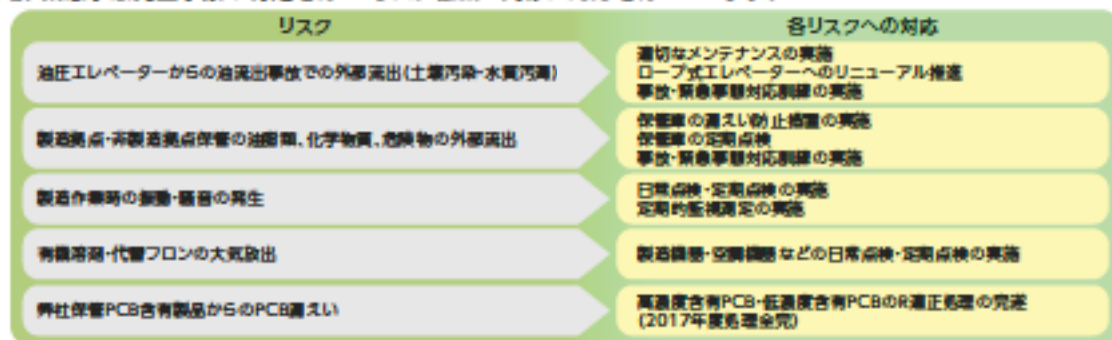 リスク
各リスクへの対応
油圧エレベーターからの油流出事故での外部流出(土壌汚染・水質汚濁)
適切なメンテナンスの実施
ロープ式エレベーターへのリニューアル推進
事故・緊急事態対応訓練の実施
製造拠点・非製造拠点保管の油脂類、化学物質、危険物の外部流出
保管庫の漏えい防止措置の実施
保管庫の定期点検
事故・緊急事態対応訓練の実施
製造作業時の振動・騒音の発生
日常点検・定期点検の実施
定期的監視測定の実施
有機溶剤・代替フロンの大気放出
製造機器・空調機器などの日常点検・定期点検の実施
弊社保管PCB含有製品からのPCB漏えい
高濃度含有PCB・低濃度含有PCBのR適正処理の完遂
(2017年度処理全完)